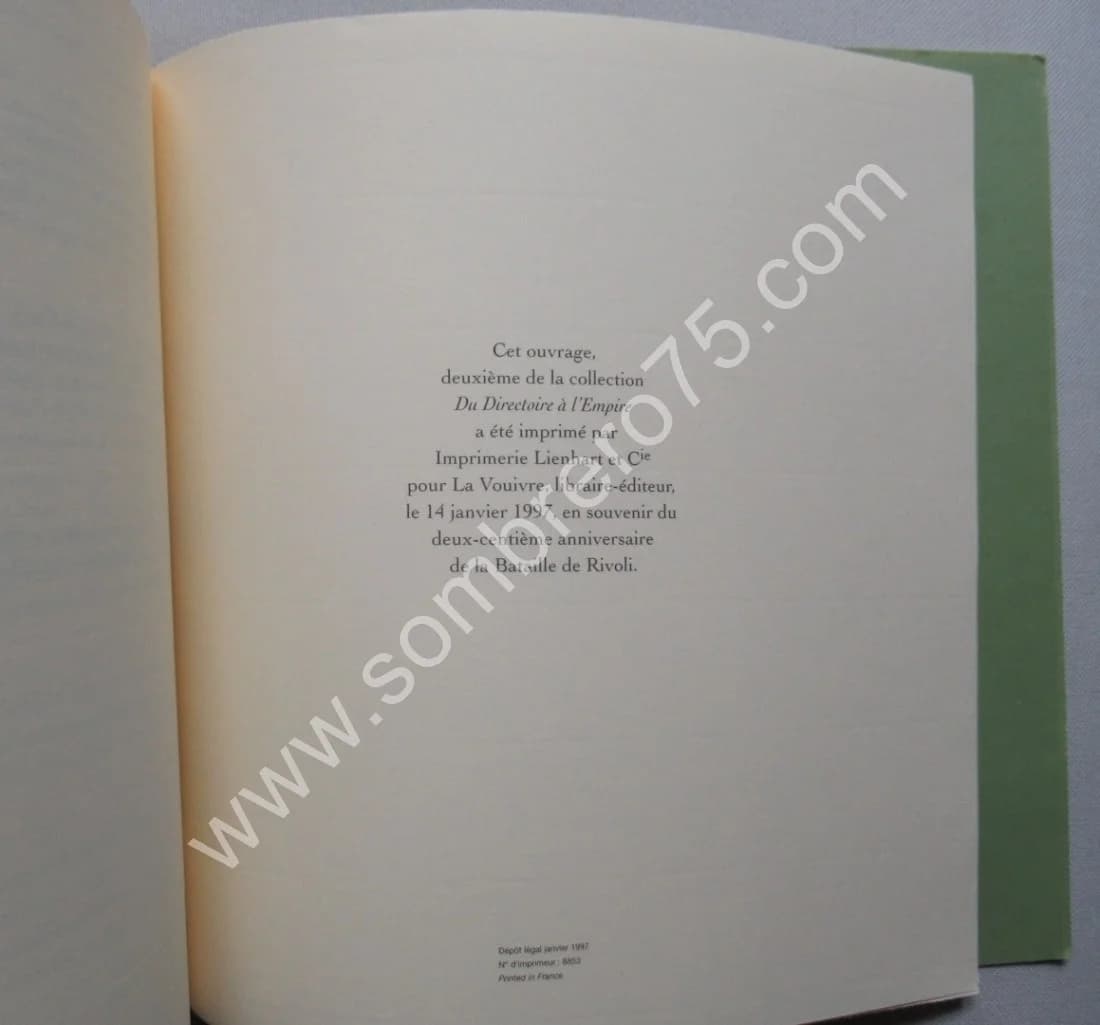 Cet ouvrage,
deuxième de la collection
Du Directoire à l'Empire
a été imprimé par
Imprimerie Lienhart et Cie
pour La Vouivre, libraire-éditeur,
le 14 janvier 1997, en souvenir du
deux-centième anniversaire
de la Bataille de Rivoli.
www.sombrero75.com
Dépôt légal janvier 1997
N° d'imprimeur : 8853
Printed in France